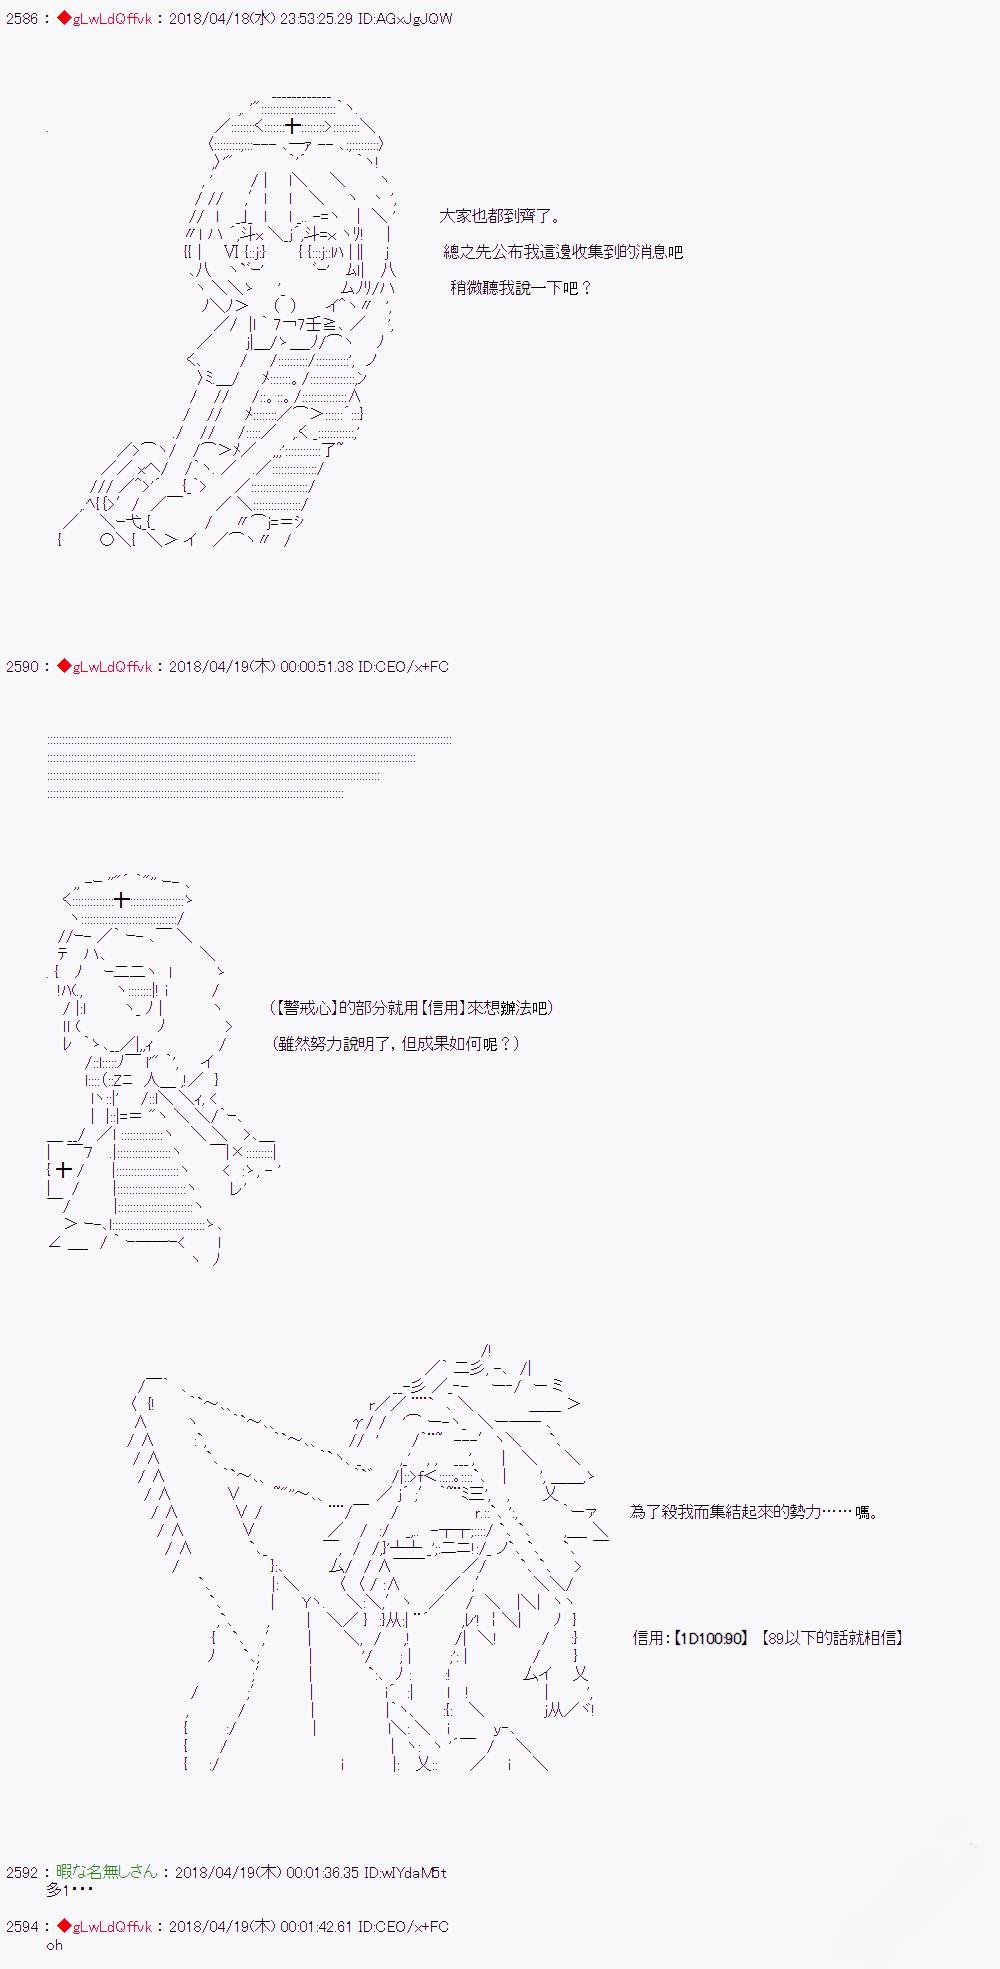 2586 : ◆gLwLdQffvk : 2018/04/18(水) 23:53:25.29 ID:AGxJgJQW
大家也都到齊了。
總之先公布我這邊收集到的消息吧
稍微聽我說一下吧？
2590 : ◆gLwLdQffvk : 2018/04/19(木) 00:00:51.38 ID:CEO/x+FC
(【警戒心】的部分就用【信用】來想辦法吧)
(雖然努力說明了, 但成果如何呢？)
為了殺我而集結起來的勢力……嗎。
信用:【1D100:90】 【89以下的話就相信】
2592 : 暇な名無しさん : 2018/04/19(木) 00:01:36.35 ID:wIYdaM5t
多1・・・
2594 : ◆gLwLdQffvk : 2018/04/19(木) 00:01:42.61 ID:CEO/x+FC
oh